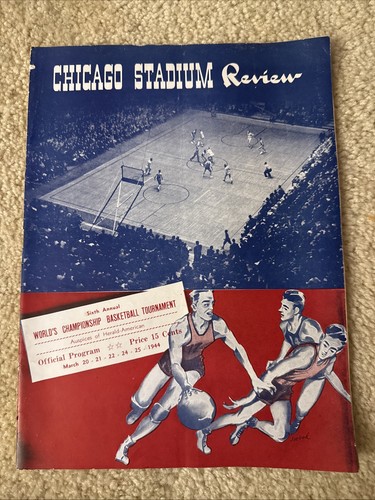 CHICAGO STADIUM Review
Sixth Annual
WORLD'S CHAMPIONSHIP BASKETBALL TOURNAMENT
Auspices of Herald-American
Official Program ☆☆ Price 15 Cents
March 20 - 21 - 22 - 24 - 25 - 1944